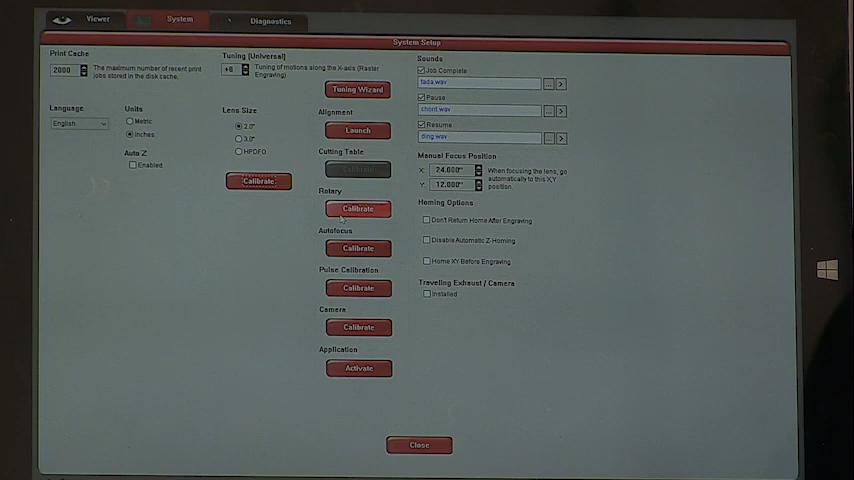 Viewer
System
Diagnostics
System Setup
Print Cache
2000
The maximum number of recent print
jobs stored in the disk cache.
Language
English
Units
Metric
Inches
Auto Z
Enabled
Tuning (Universal)
+8
Tuning of motions along the X-axis (Raster
Engraving)
Tuning Wizard
Lens Size
2.0"
3.0"
HPDFO
Calibrate
Alignment
Launch
Cutting Table
Calibrate
Rotary
Calibrate
Autofocus
Calibrate
Pulse Calibration
Calibrate
Camera
Calibrate
Application
Activate
Sounds
Job Complete
tada.wav
...
>
Pause
chord.wav
...
>
Resume
ding.wav
...
>
Manual Focus Position
X: 24.000"
Y: 12.000"
When focusing the lens, go
automatically to this X,Y
position.
Homing Options
Don't Return Home After Engraving
Disable Automatic Z-Homing
Home XY Before Engraving
Traveling Exhaust / Camera
Installed
Close